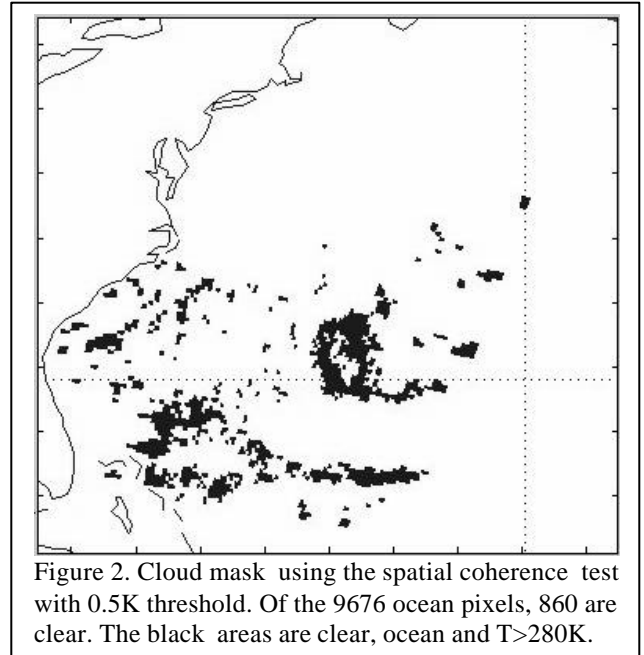 Figure 2. Cloud mask using the spatial coherence test
with 0.5K threshold. Of the 9676 ocean pixels, 860 are
clear. The black areas are clear, ocean and T>280K.